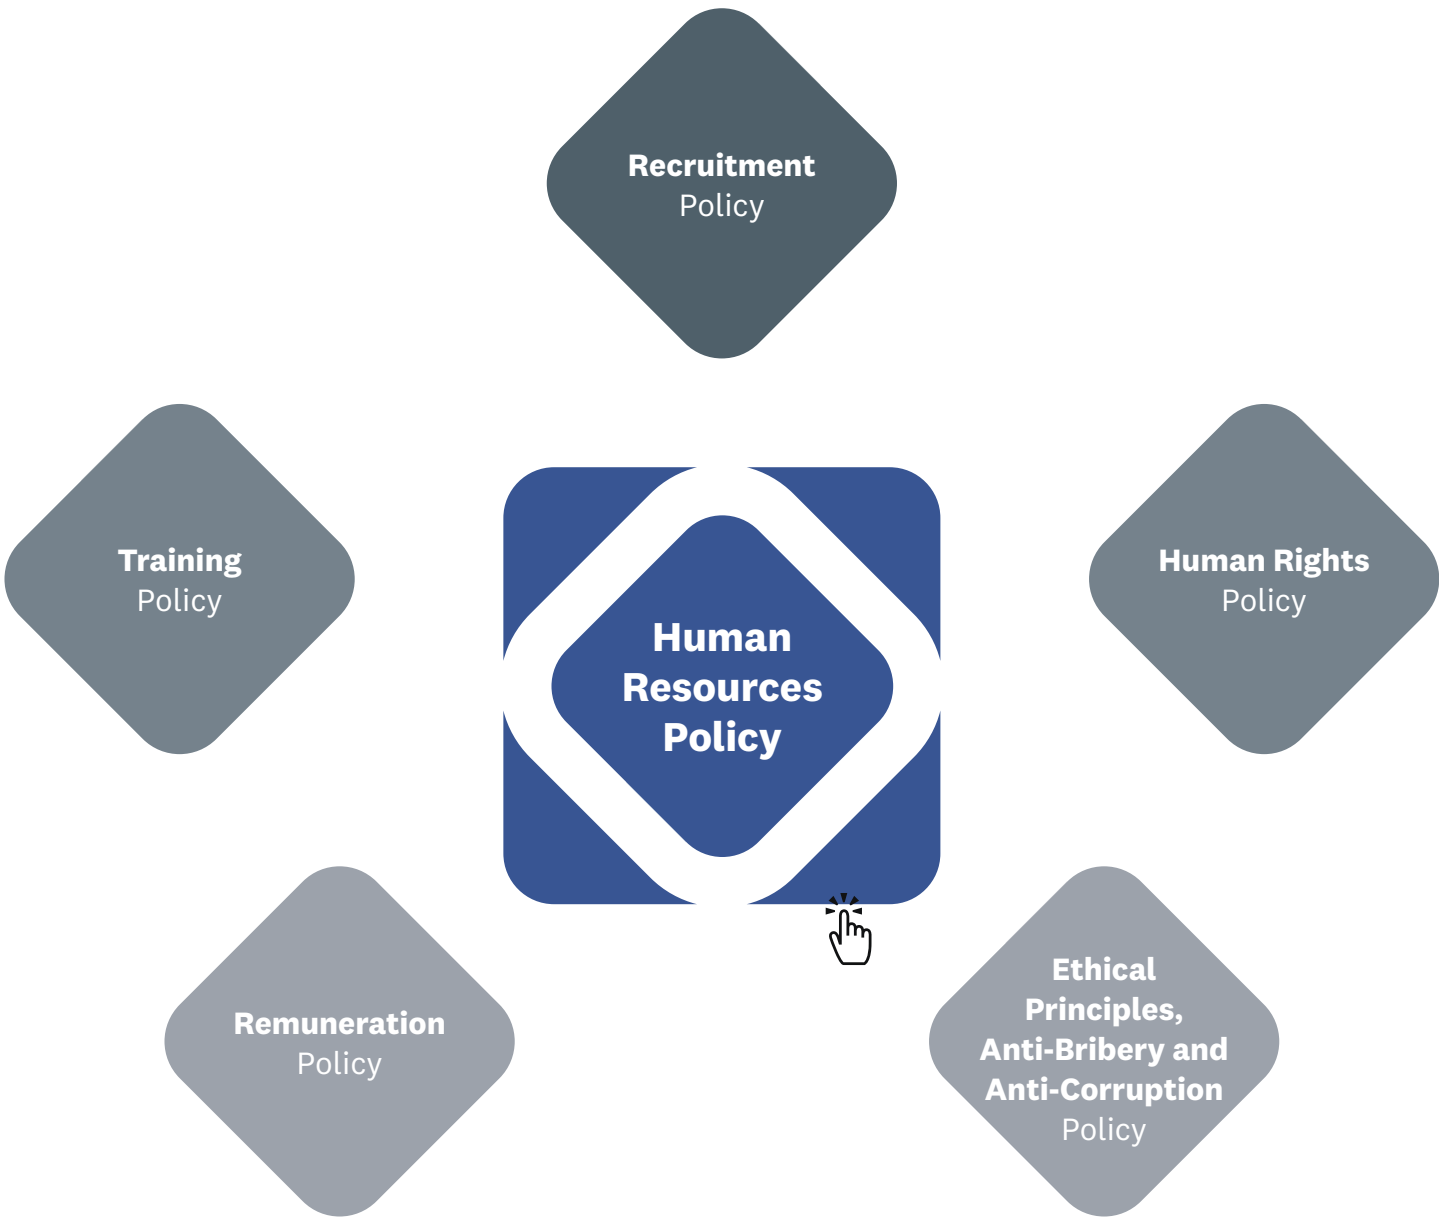 Recruitment
Policy
Training
Policy
Human Rights
Policy
Human
Resources
Policy
Remuneration
Policy
Ethical
Principles,
Anti-Bribery and
Anti-Corruption
Policy